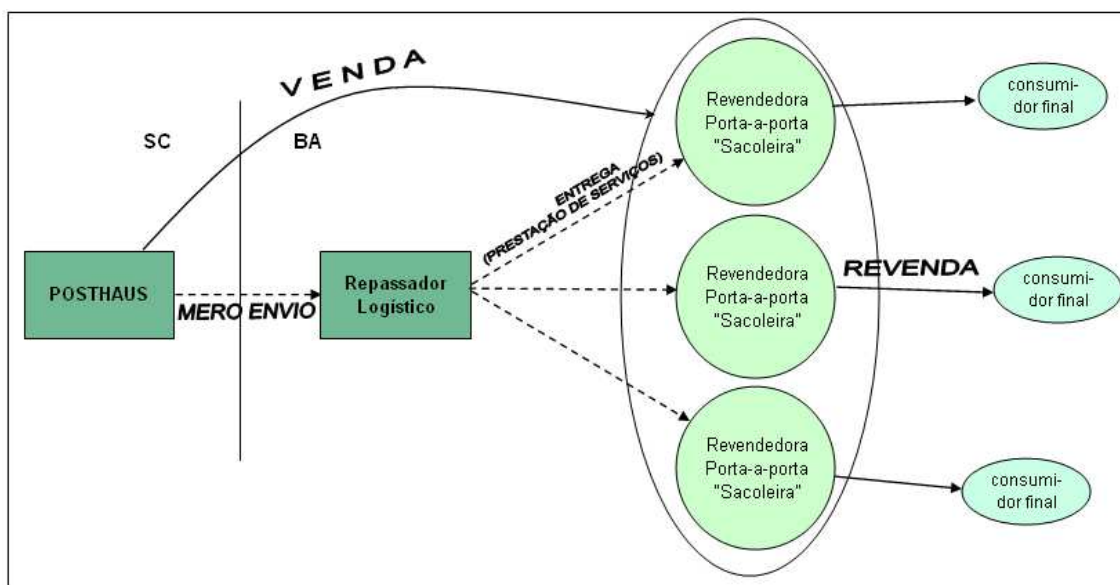 V E N D A
SC
BA
POSTHAUS
MERO ENVIO
Repassador
Logístico
ENTREGA
(PRESTAÇÃO DE SERVIÇOS)
Revendedora
Porta-a-porta
"Sacoleira"
Revendedora
Porta-a-porta
"Sacoleira"
Revendedora
Porta-a-porta
"Sacoleira"
REVENDA
consumi-
dor final
consumi-
dor final
consumi-
dor final